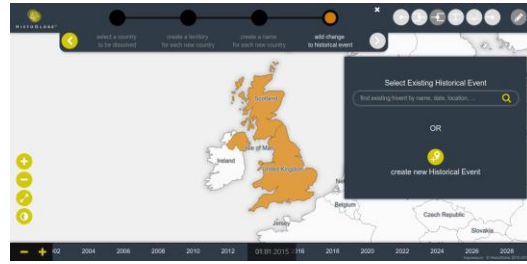 HISTOGLOBE
select a country
to be dissolved
create a territory
for each new country
create a name
for each new country
add change
to historical event
Select Existing Historical Event
find existing hivent by name, date, location, ...
OR
create new Historical Event
Scotland
Isle of Man
Ireland
United Kingdom
Belgium
Jersey
Czech Republic
Slovakia
2004 2006 2008 2010 2012 01.01.2015 2018 2020 2022 2024 2026 2028